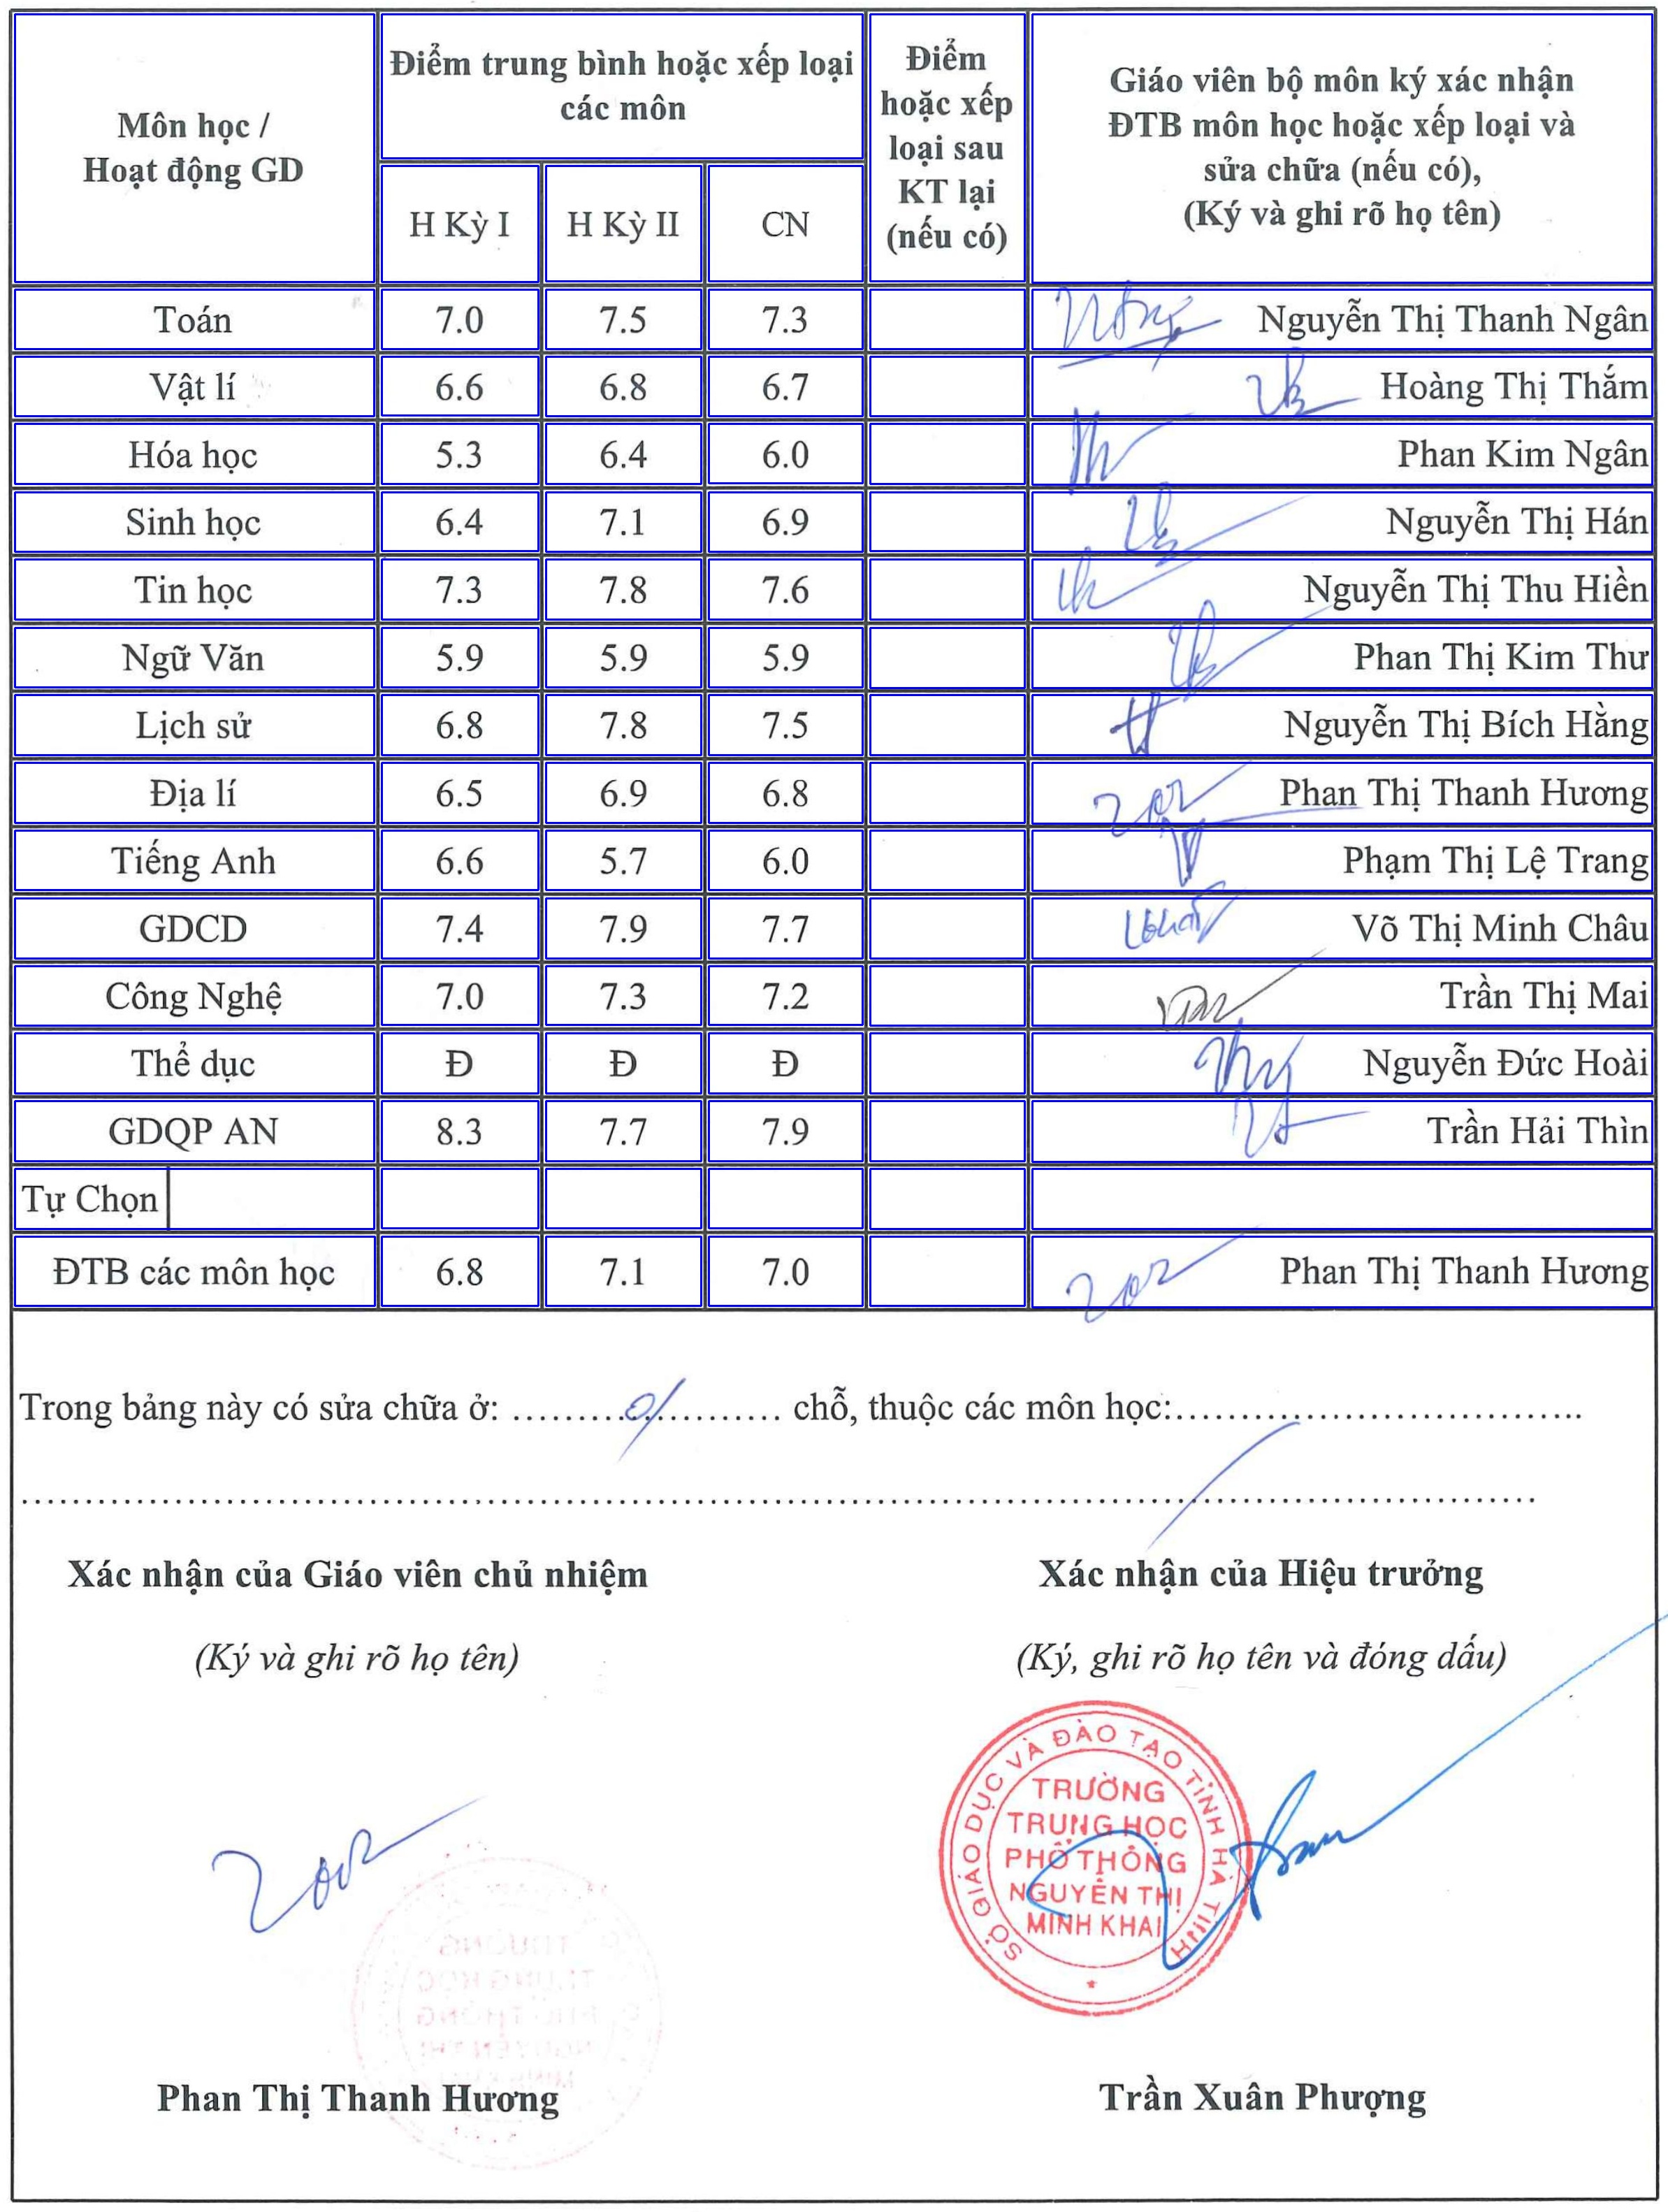 Môn học /
Hoạt động GD
Điểm trung bình hoặc xếp loại
các môn
H Kỳ I
H Kỳ II
CN
Điểm
hoặc xếp
loại sau
KT lại
(nếu có)
Giáo viên bộ môn ký xác nhận
ĐTB môn học hoặc xếp loại và
sửa chữa (nếu có),
(Ký và ghi rõ họ tên)
Toán 7.0 7.5 7.3 Nguyễn Thị Thanh Ngân
Vật lí 6.6 6.8 6.7 Hoàng Thị Thắm
Hóa học 5.3 6.4 6.0 Phan Kim Ngân
Sinh học 6.4 7.1 6.9 Nguyễn Thị Hán
Tin học 7.3 7.8 7.6 Nguyễn Thị Thu Hiền
Ngữ Văn 5.9 5.9 5.9 Phan Thị Kim Thư
Lịch sử 6.8 7.8 7.5 Nguyễn Thị Bích Hằng
Địa lí 6.5 6.9 6.8 Phan Thị Thanh Hương
Tiếng Anh 6.6 5.7 6.0 Phạm Thị Lệ Trang
GDCD 7.4 7.9 7.7 Võ Thị Minh Châu
Công Nghệ 7.0 7.3 7.2 Trần Thị Mai
Thể dục Đ Đ Đ Nguyễn Đức Hoài
GDQP AN 8.3 7.7 7.9 Trần Hải Thìn
Tự Chọn
ĐTB các môn học 6.8 7.1 7.0 Phan Thị Thanh Hương
Trong bảng này có sửa chữa ở: ..........0.......... chỗ, thuộc các môn học:................................
................................................................................
Xác nhận của Giáo viên chủ nhiệm
(Ký và ghi rõ họ tên)
Xác nhận của Hiệu trưởng
(Ký, ghi rõ họ tên và đóng dấu)
SỞ GIÁO DỤC VÀ ĐÀO TẠO TỈNH HÀ TĨNH
TRƯỜNG
TRUNG HỌC
PHỔ THÔNG
NGUYỄN THỊ
MINH KHAI
Phan Thị Thanh Hương
Trần Xuân Phượng